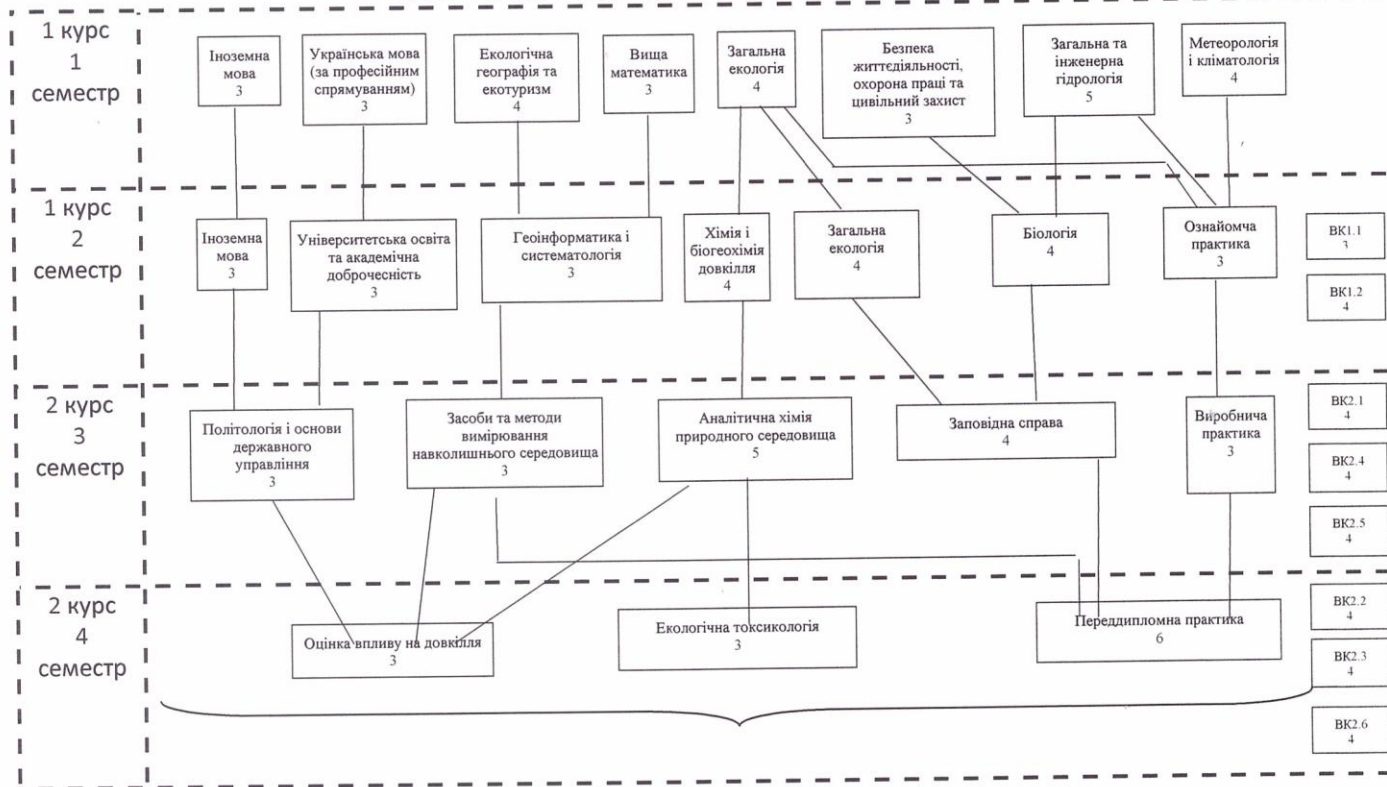 1 курс
1
семестр
Іноземна
мова
3
Українська мова
(за професійним
спрямуванням)
3
Екологічна
географія та
екотуризм
4
Вища
математика
3
Загальна
екологія
4
Безпека
життєдіяльності,
охорона праці та
цивільний захист
3
Загальна та
інженерна
гідрологія
5
Метеорологія
і кліматологія
4
1 курс
2
семестр
Іноземна
мова
3
Університетська освіта
та академічна
доброчесність
3
Геоінформатика і
систематологія
3
Хімія і
біогеохімія
довкілля
4
Загальна
екологія
4
Біологія
4
Ознайомча
практика
3
ВК1.1
3
ВК1.2
4
2 курс
3
семестр
Політологія і основи
державного
управління
3
Засоби та методи
вимірювання
навколишнього середовища
3
Аналітична хімія
природного середовища
5
Заповідна справа
4
Виробнича
практика
3
ВК2.1
4
ВК2.4
4
ВК2.5
4
2 курс
4
семестр
Оцінка впливу на довкілля
3
Екологічна токсикологія
3
Переддипломна практика
6
ВК2.2
4
ВК2.3
4
ВК2.6
4